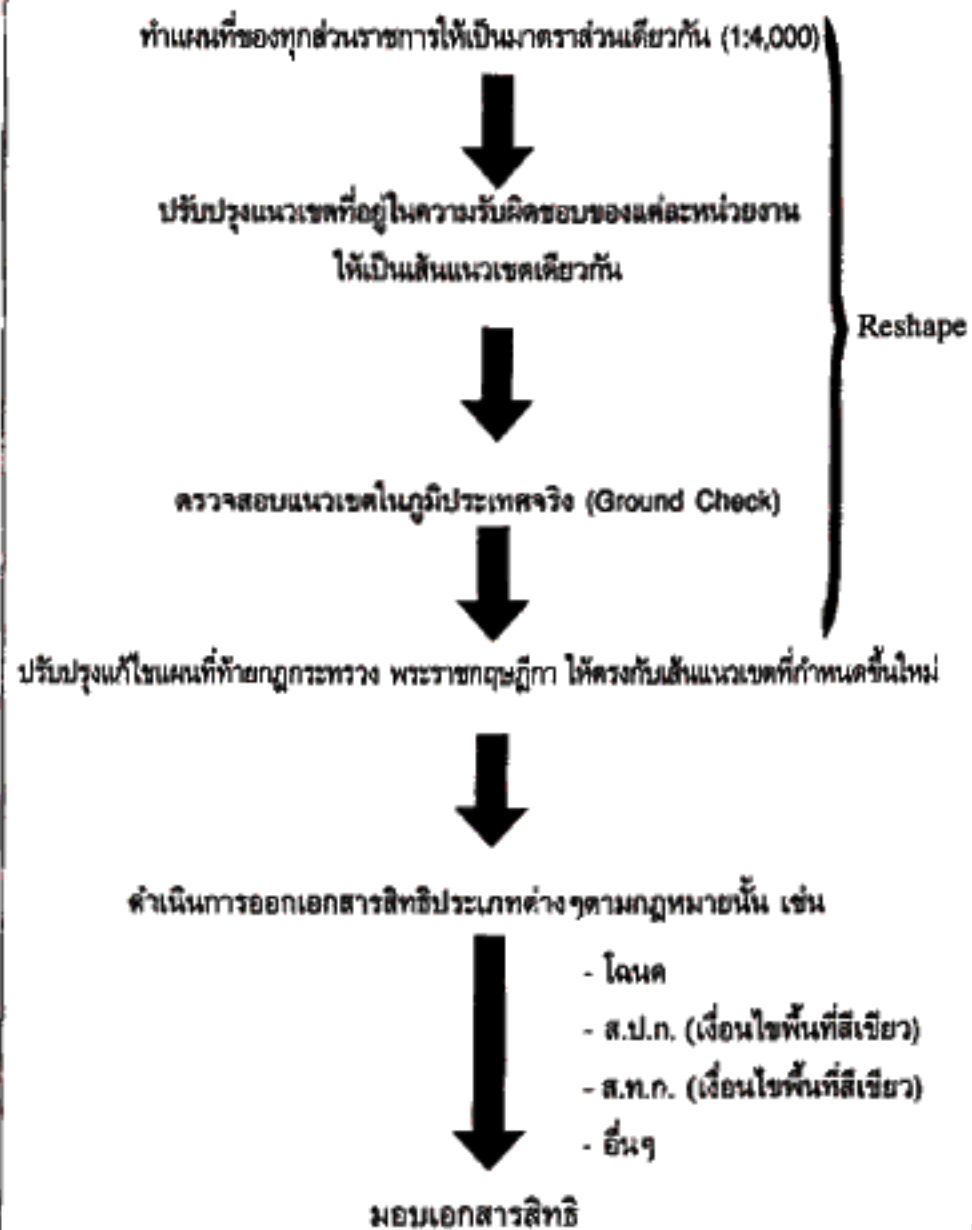 ทำแผนที่ของทุกส่วนราชการให้เป็นมาตราส่วนเดียวกัน (1:4,000)
ปรับปรุงแนวเขตที่อยู่ในความรับผิดชอบของแต่ละหน่วยงาน
ให้เป็นเส้นแนวเขตเดียวกัน
Reshape
ตรวจสอบแนวเขตในภูมิประเทศจริง (Ground Check)
ปรับปรุงแก้ไขแผนที่ท้ายกฎกระทรวง พระราชกฤษฎีกา ให้ตรงกับเส้นแนวเขตที่กำหนดขึ้นใหม่
ดำเนินการออกเอกสารสิทธิประเภทต่างๆตามกฎหมายนั้น เช่น
- โฉนด
- ส.ป.ก. (เงื่อนไขพื้นที่สีเขียว)
- ส.ท.ก. (เงื่อนไขพื้นที่สีเขียว)
- อื่นๆ
มอบเอกสารสิทธิ